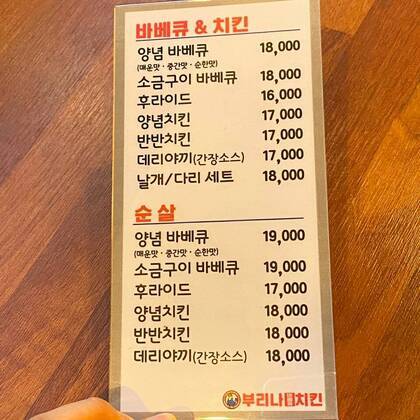 바베큐 & 치킨
양념 바베큐 18,000
(매운맛 · 중간맛 · 순한맛)
소금구이 바베큐 18,000
후라이드 16,000
양념치킨 17,000
반반치킨 17,000
데리야끼(간장소스) 17,000
날개/다리 세트 18,000
순 살
양념 바베큐 19,000
(매운맛 · 중간맛 · 순한맛)
소금구이 바베큐 19,000
후라이드 17,000
양념치킨 18,000
반반치킨 18,000
데리야끼(간장소스) 18,000
부리나 치킨